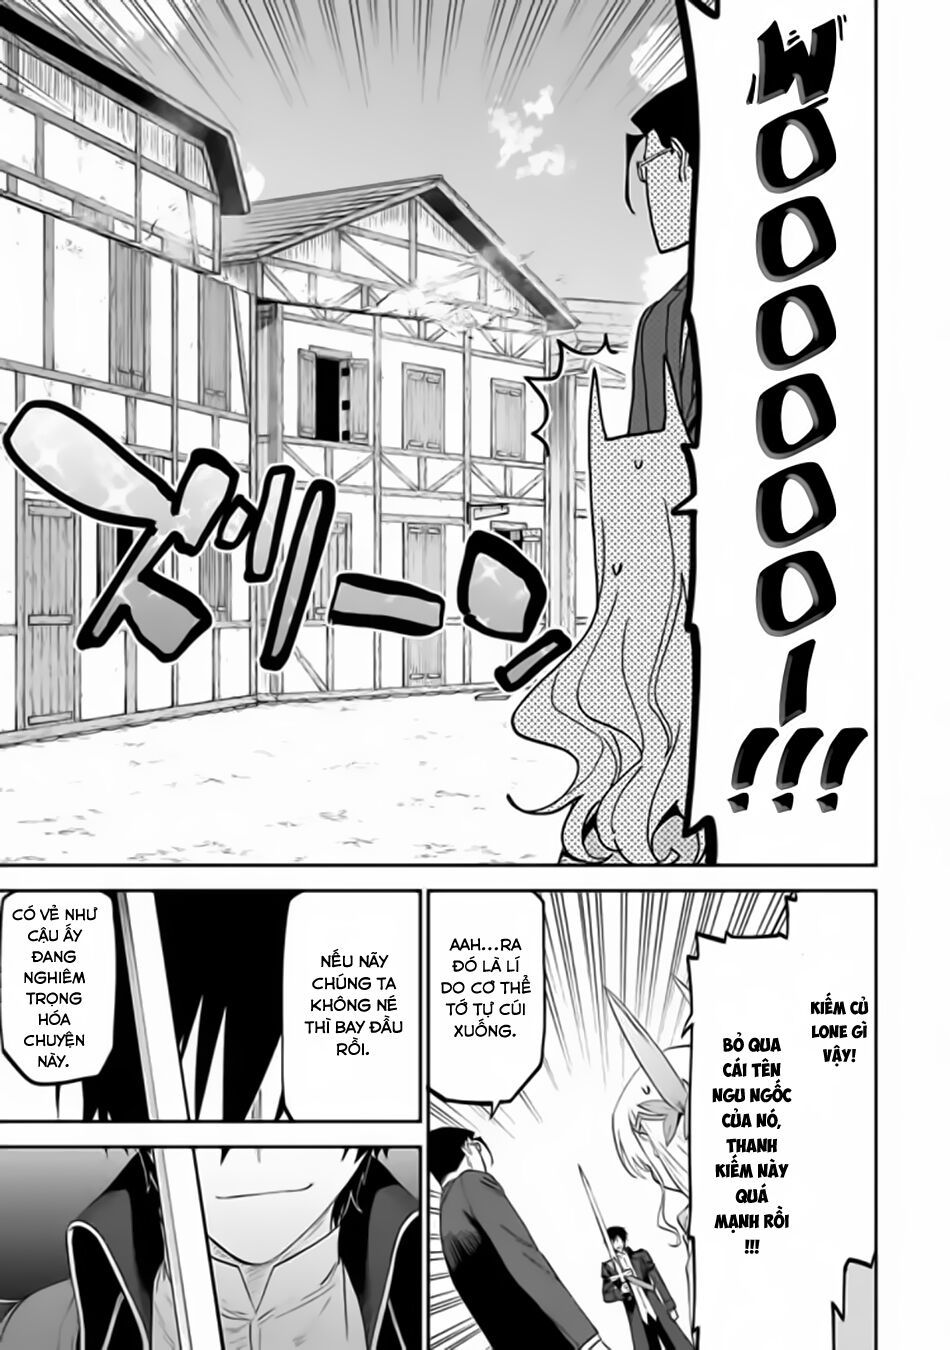 WOOOOOOI
!!!
ズリーン
KIẾM CỦ
LONE GÌ
VẬY!
BỎ QUA
CÁI TÊN
NGU NGỐC
CỦA NÓ,
THANH
KIẾM NÀY
QUÁ
MẠNH RỒI
!!!
AAH...RA
ĐÓ LÀ LÍ
DO CƠ THỂ
TỚ TỰ CÚI
XUỐNG.
NẾU NÃY
CHÚNG TA
KHÔNG NÉ
THÌ BAY ĐẦU
RỒI.
CÓ VẺ NHƯ
CẬU ẤY
ĐANG
NGHIÊM
TRỌNG
HÓA
CHUYỆN
NÀY.